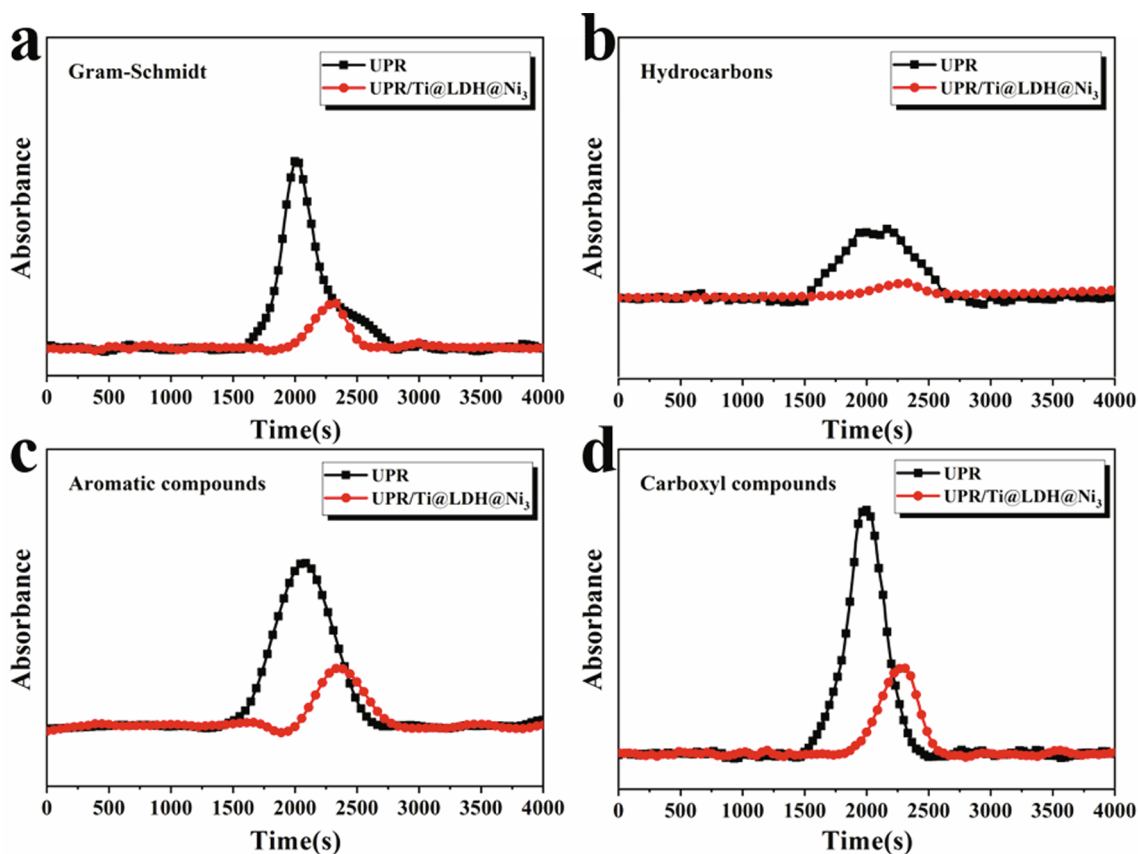 a
Gram-Schmidt
UPR
UPR/Ti@LDH@Ni₃
Absorbance
0 500 1000 1500 2000 2500 3000 3500 4000
Time(s)
b
Hydrocarbons
UPR
UPR/Ti@LDH@Ni₃
Absorbance
0 500 1000 1500 2000 2500 3000 3500 4000
Time(s)
c
Aromatic compounds
UPR
UPR/Ti@LDH@Ni₃
Absorbance
0 500 1000 1500 2000 2500 3000 3500 4000
Time(s)
d
Carboxyl compounds
UPR
UPR/Ti@LDH@Ni₃
Absorbance
0 500 1000 1500 2000 2500 3000 3500 4000
Time(s)